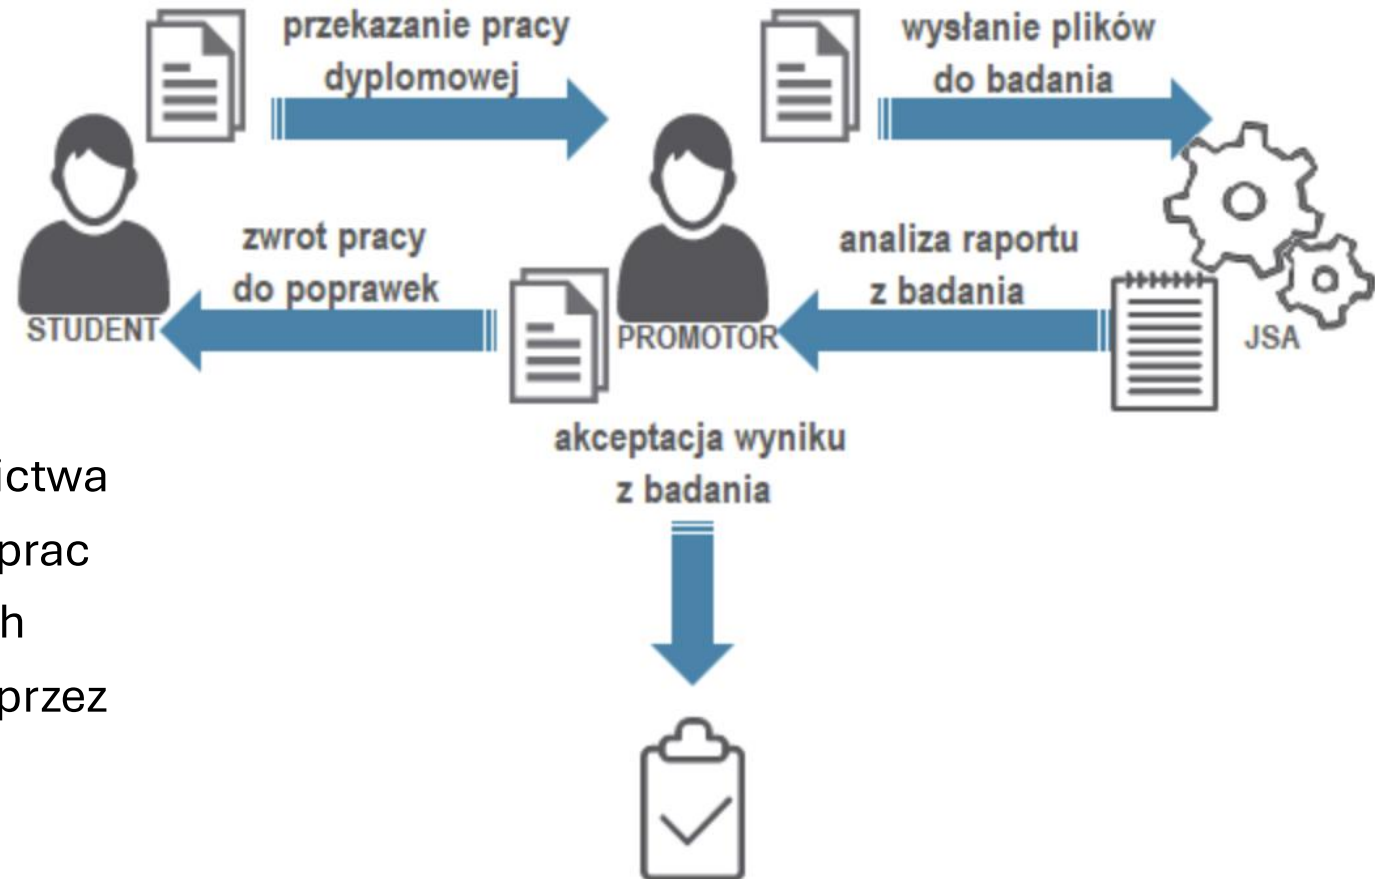 przekazanie pracy
dyplomowej
wysłanie plików
do badania
zwrot pracy
do poprawek
analiza raportu
z badania
STUDENT
PROMOTOR
JSA
akceptacja wyniku
z badania
ictwa
prac
h
przez